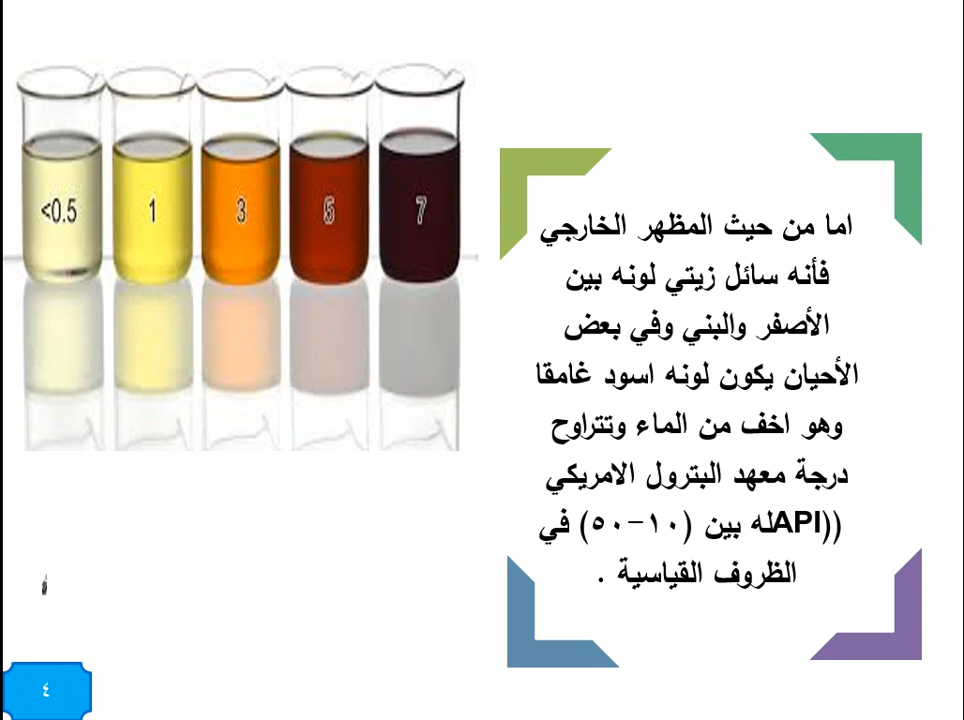 <0.5
1
3
5
7
اما من حيث المظهر الخارجي
فأنه سائل زيتي لونه بين
الأصفر والبني وفي بعض
الأحيان يكون لونه اسود غامقا
وهو اخف من الماء وتتراوح
درجة معهد البترول الامريكي
((APIله بين (١٠-٥٠) في
الظروف القياسية .
٤